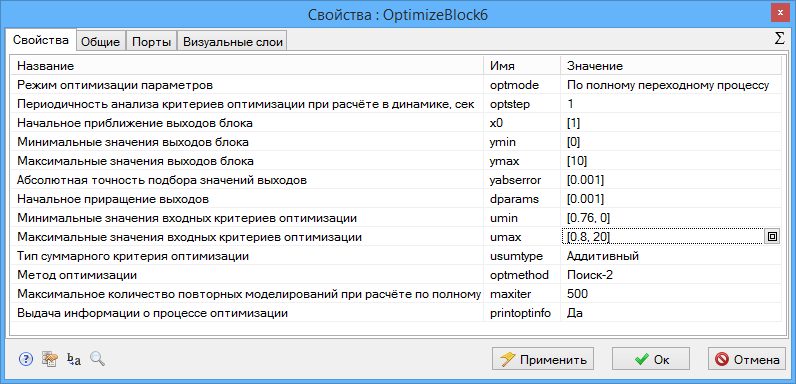 Свойства : OptimizeBlock6
Свойства Общие Порты Визуальные слои Σ
Название Имя Значение
Режим оптимизации параметров optmode По полному переходному процессу
Периодичность анализа критериев оптимизации при расчёте в динамике, сек optstep 1
Начальное приближение выходов блока x0 [1]
Минимальные значения выходов блока ymin [0]
Максимальные значения выходов блока ymax [10]
Абсолютная точность подбора значений выходов yabserror [0.001]
Начальное приращение выходов dparams [0.001]
Минимальные значения входных критериев оптимизации umin [0.76, 0]
Максимальные значения входных критериев оптимизации umax [0.8, 20]
Тип суммарного критерия оптимизации usumtype Аддитивный
Метод оптимизации optmethod Поиск-2
Максимальное количество повторных моделирований при расчёте по полному maxiter 500
Выдача информации о процессе оптимизации printoptinfo Да
Применить Ок Отмена